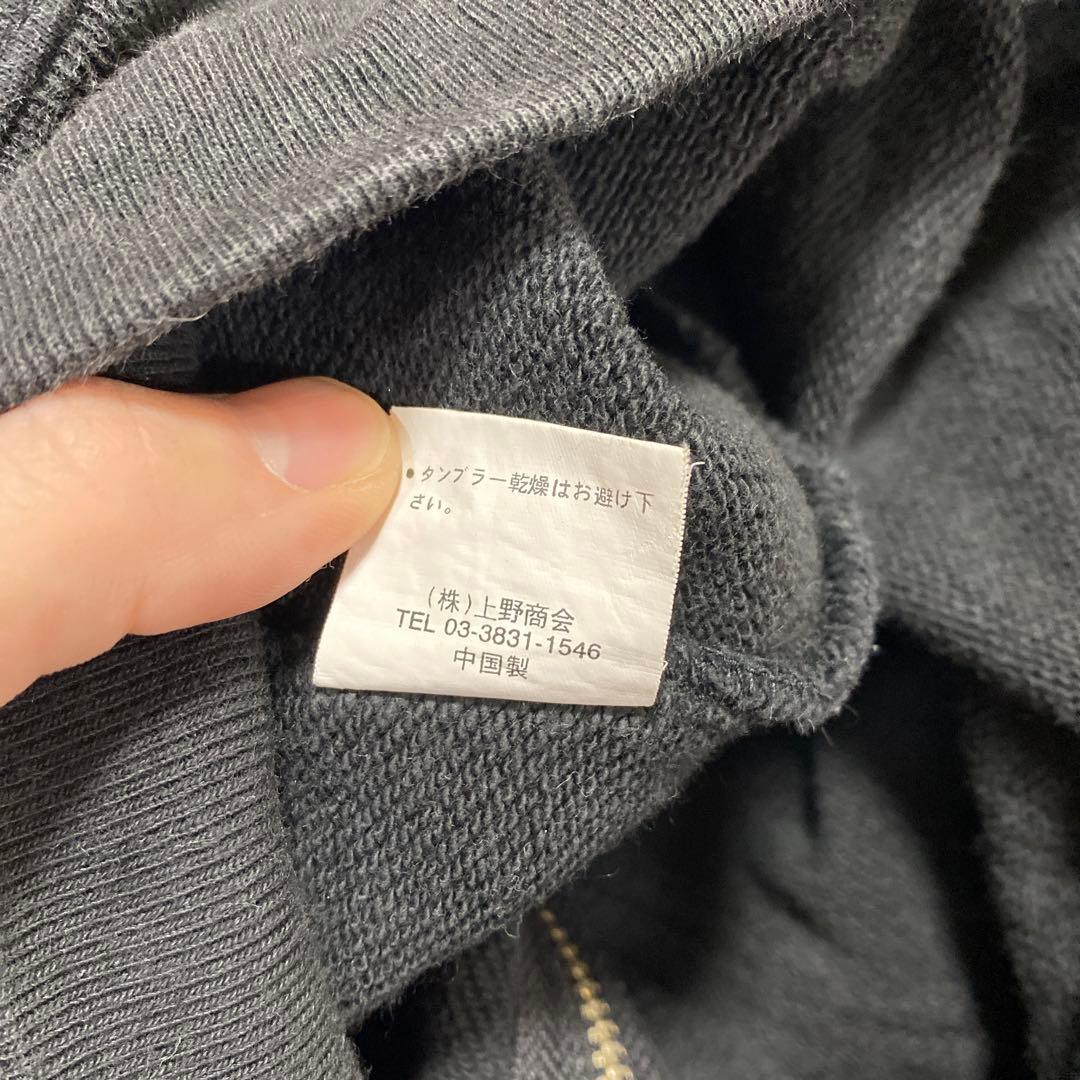 •タンブラー乾燥はお避け下
さい。
(株)上野商会
TEL 03-3831-1546
中国製